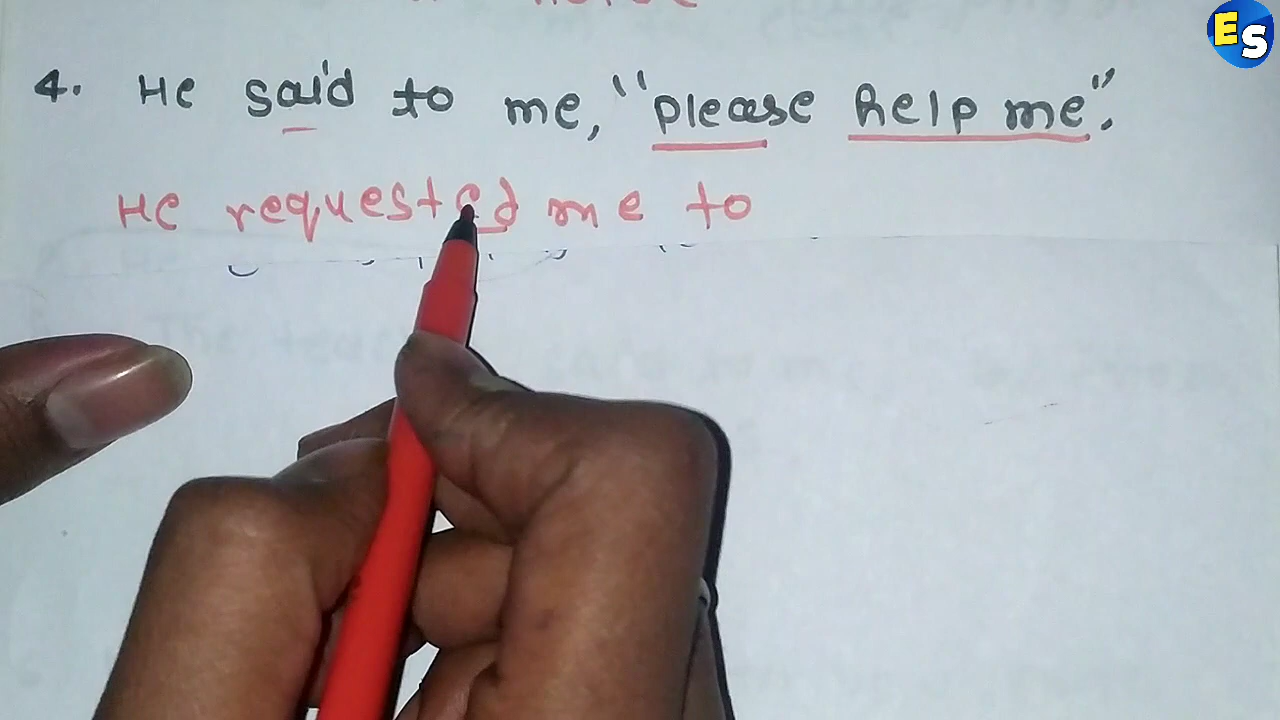 4. He said to me, "please help me".
He requested me to
ES